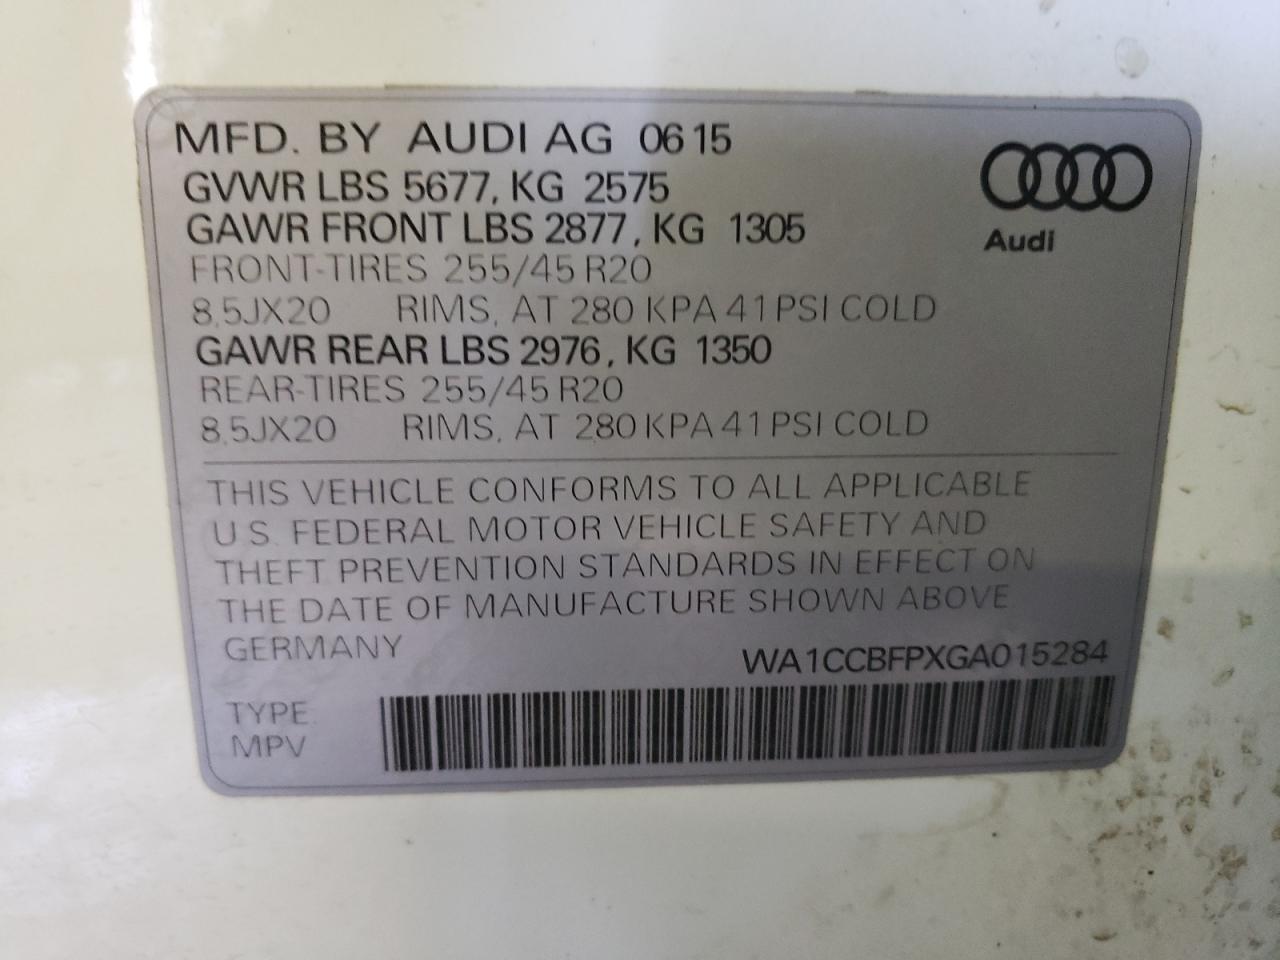 MFD. BY AUDI AG 06 15
GVWR LBS 5677, KG 2575
GAWR FRONT LBS 2877, KG 1305
FRONT-TIRES 255/45 R20
8,5JX20 RIMS, AT 280 KPA 41 PSI COLD
GAWR REAR LBS 2976, KG 1350
REAR-TIRES 255/45 R20
8,5JX20 RIMS, AT 280 KPA 41 PSI COLD
Audi
THIS VEHICLE CONFORMS TO ALL APPLICABLE
U.S. FEDERAL MOTOR VEHICLE SAFETY AND
THEFT PREVENTION STANDARDS IN EFFECT ON
THE DATE OF MANUFACTURE SHOWN ABOVE
GERMANY
WA1CCBFPXGA015284
TYPE
MPV